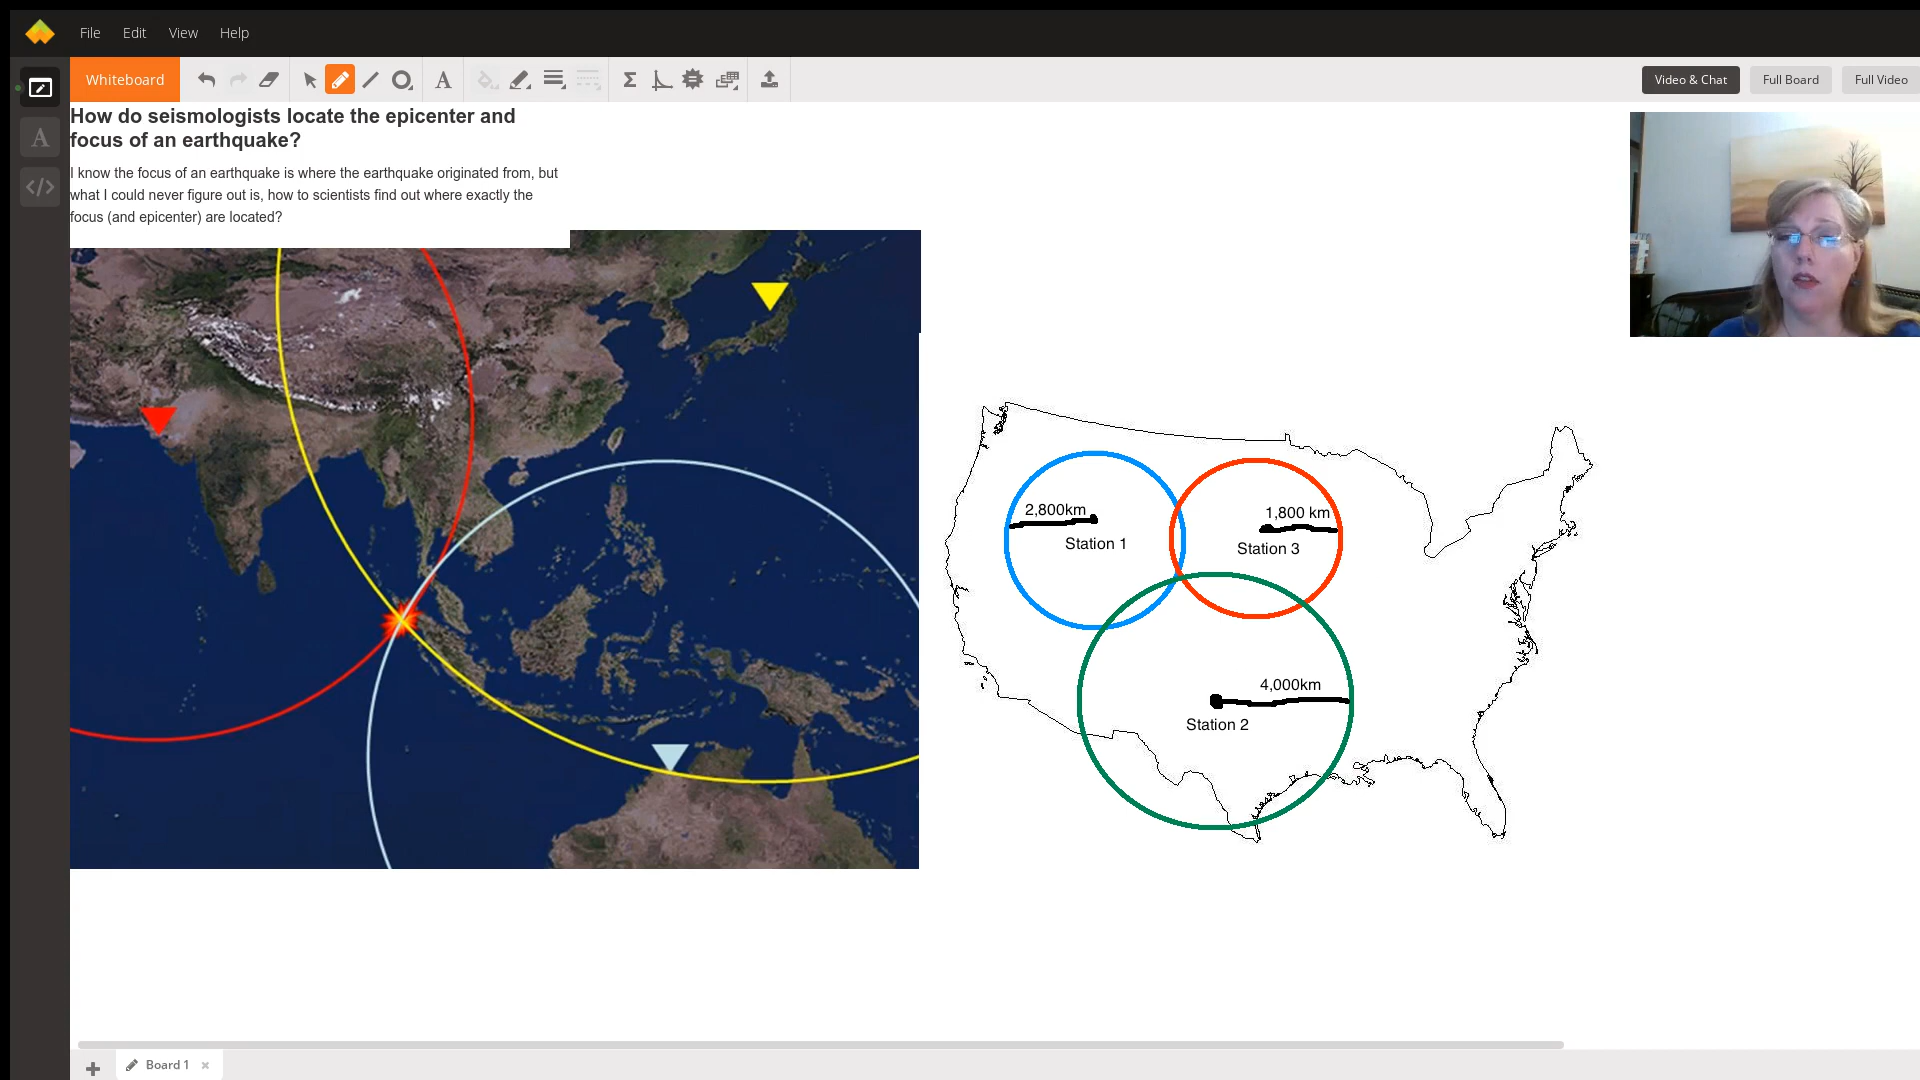 File Edit View Help
Whiteboard
Video & Chat Full Board Full Video
How do seismologists locate the epicenter and
focus of an earthquake?
I know the focus of an earthquake is where the earthquake originated from, but
what I could never figure out is, how to scientists find out where exactly the
focus (and epicenter) are located?
2,800km
Station 1
1,800 km
Station 3
4,000km
Station 2
Board 1